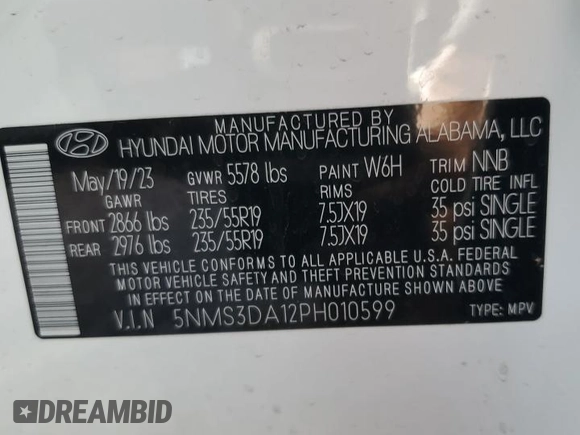 MANUFACTURED BY
HYUNDAI MOTOR MANUFACTURING ALABAMA, LLC
May/19/23 GVWR 5578 lbs PAINT W6H TRIM NNB
GAWR TIRES RIMS COLD TIRE INFL
FRONT 2866 lbs 235/55R19 7.5JX19 35 psi SINGLE
REAR 2976 lbs 235/55R19 7.5JX19 35 psi SINGLE
THIS VEHICLE CONFORMS TO ALL APPLICABLE U.S.A. FEDERAL
MOTOR VEHICLE SAFETY AND THEFT PREVENTION STANDARDS
IN EFFECT ON THE DATE OF MANUFACTURE SHOWN ABOVE
V.I.N 5NMS3DA12PH010599 TYPE: MPV
DREAMBID